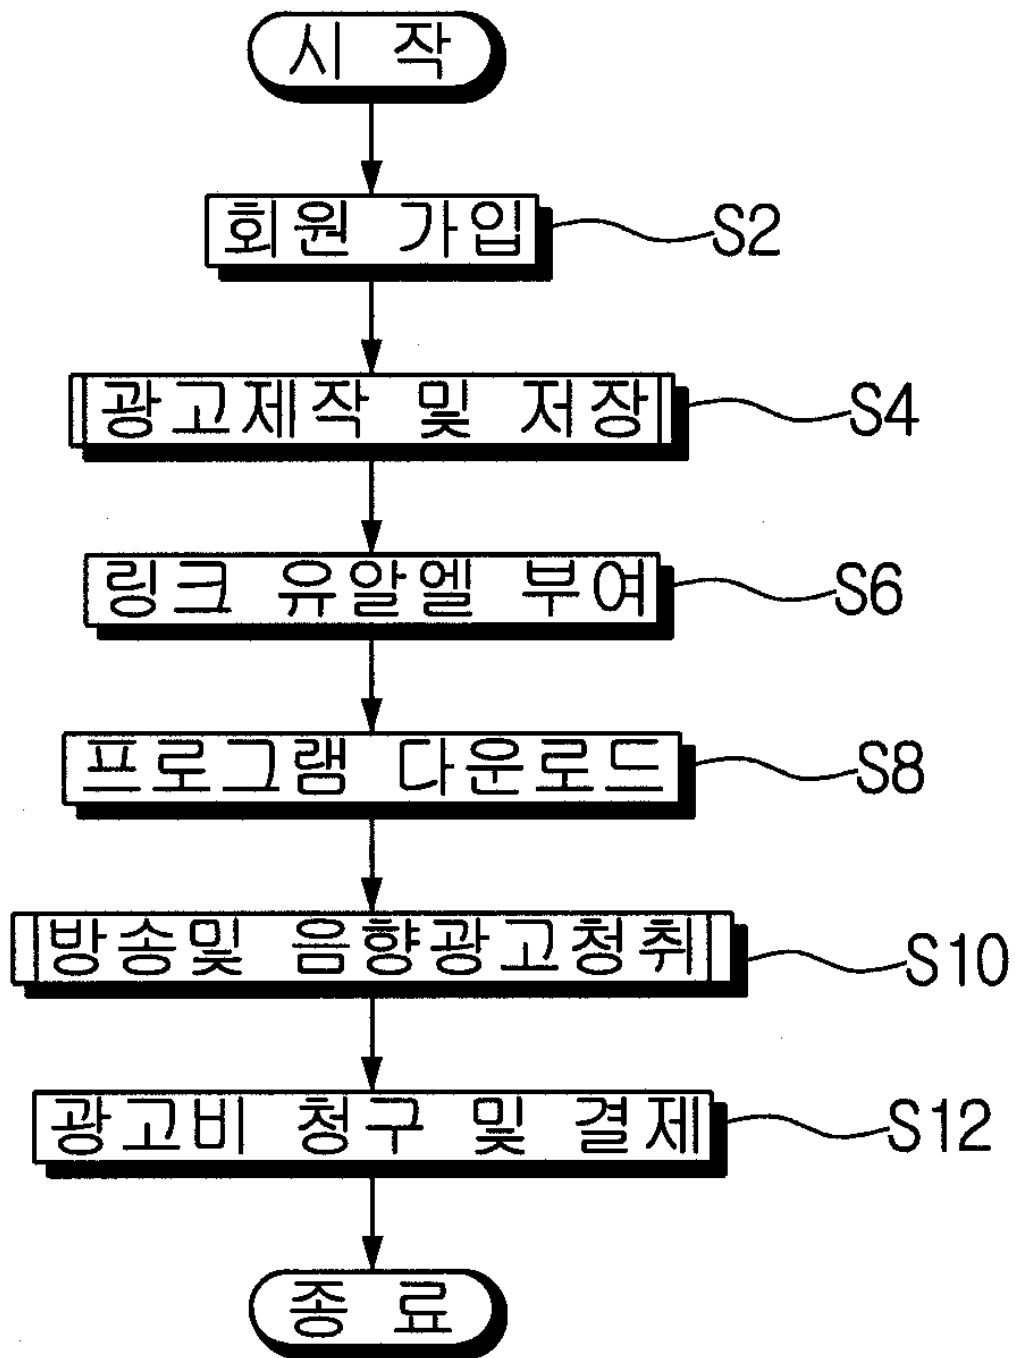 시 작
회원 가입 S2
광고제작 및 저장 S4
링크 유알엘 부여 S6
프로그램 다운로드 S8
방송및 음향광고청취 S10
광고비 청구 및 결제 S12
종 료